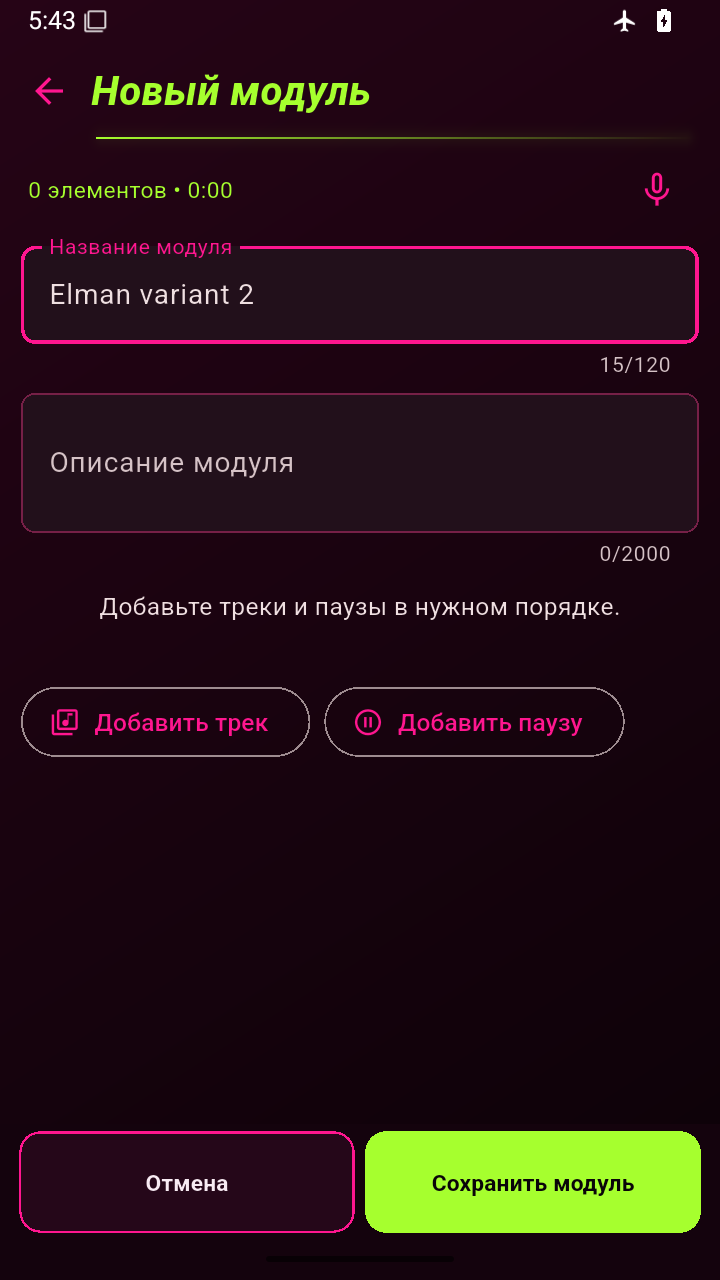 5:43
Новый модуль
0 элементов • 0:00
Название модуля
Elman variant 2
15/120
Описание модуля
0/2000
Добавьте треки и паузы в нужном порядке.
Добавить трек Добавить паузу
Отмена Сохранить модуль